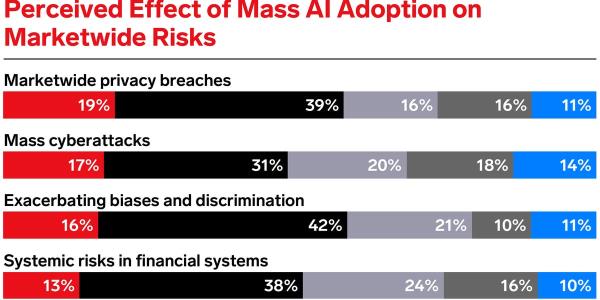 Perceived Effect of Mass AI Adoption on
Marketwide Risks
Marketwide privacy breaches
19% 39% 16% 16% 11%
Mass cyberattacks
17% 31% 20% 18% 14%
Exacerbating biases and discrimination
16% 42% 21% 10% 11%
Systemic risks in financial systems
13% 38% 24% 16% 10%